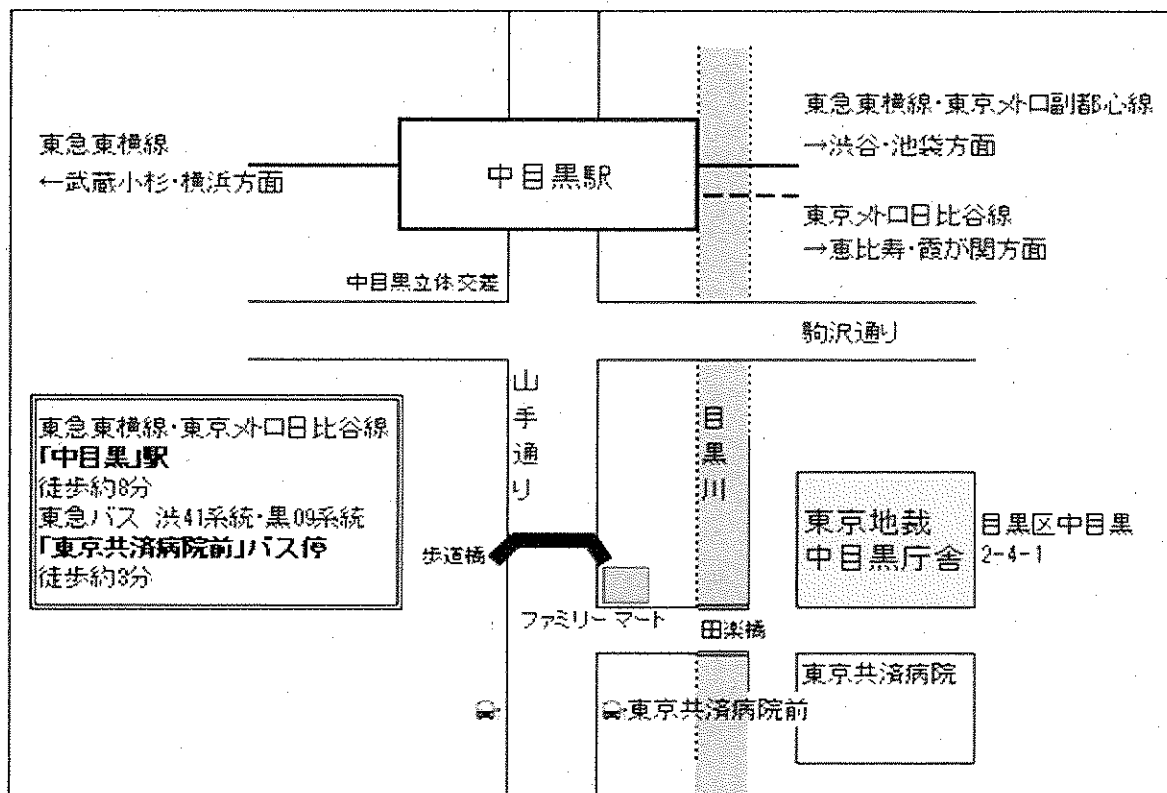 東急東横線
←武蔵小杉・横浜方面
中目黒駅
東急東横線・東京メトロ副都心線
→渋谷・池袋方面
東京メトロ日比谷線
→恵比寿・霞が関方面
中目黒立体交差
駒沢通り
山手通り
目黒川
東急東横線・東京メトロ日比谷線
「中目黒」駅
徒歩約8分
東急バス 渋41系統・黒09系統
「東京共済病院前」バス停
徒歩約3分
歩道橋
ファミリーマート
田楽橋
東京地裁
中目黒庁舎
目黒区中目黒
2-4-1
東京共済病院
東京共済病院前